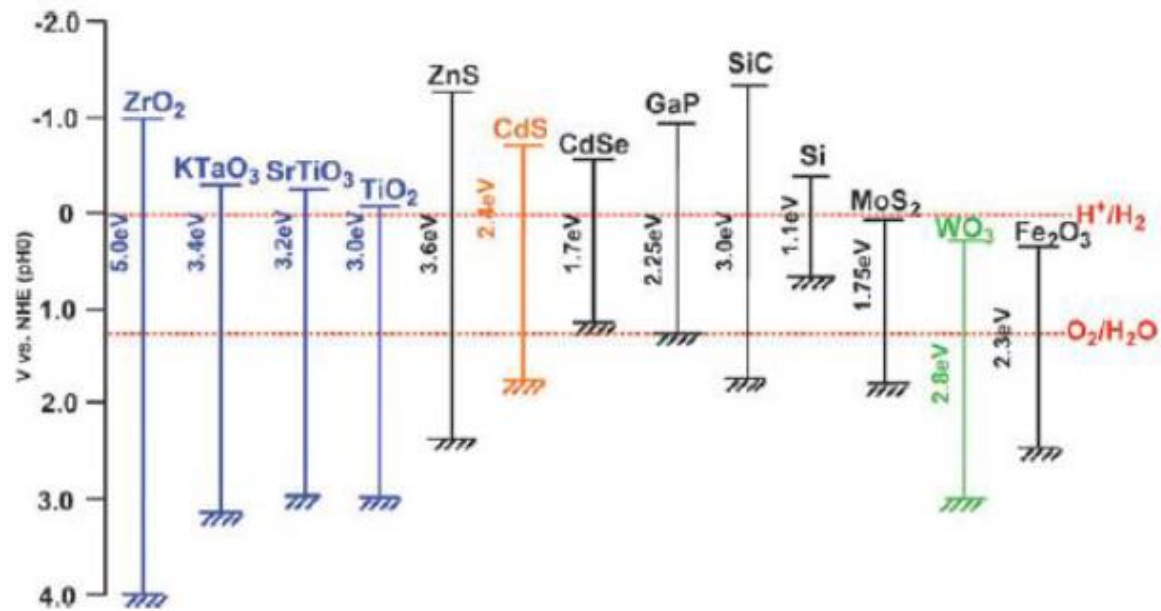 -2.0
-1.0
0
1.0
2.0
3.0
4.0
V vs. NHE (pH0)
ZrO₂
5.0eV
KTaO₃
3.4eV
SrTiO₃
3.2eV
TiO₂
3.0eV
ZnS
3.6eV
CdS
2.4eV
CdSe
1.7eV
GaP
2.25eV
SiC
3.0eV
Si
1.1eV
MoS₂
1.75eV
WO₃
2.8eV
Fe₂O₃
2.3eV
H⁺/H₂
O₂/H₂O